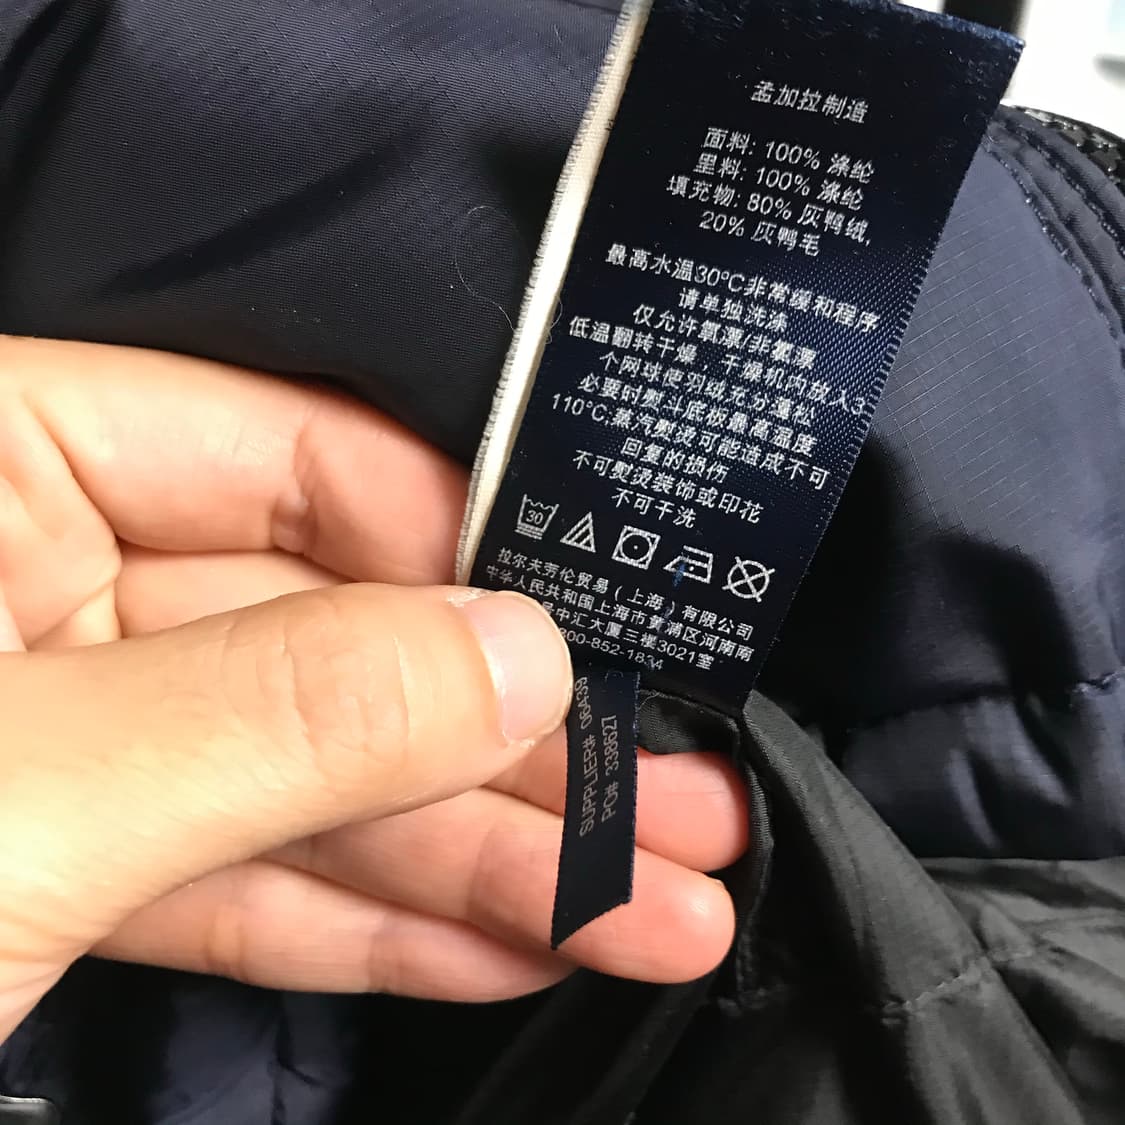 孟加拉制造
面料: 100% 涤纶
里料: 100% 涤纶
填充物: 80% 灰鸭绒,
20% 灰鸭毛
最高水温30°C非常缓和程序
请单独洗涤
仅允许氧漂/非氯漂
低温翻转干燥, 干燥机内放入3-
个网球使羽绒充分蓬松
必要时熨斗底板最高温度
110°C,蒸汽熨烫可能造成不可
回复的损伤
不可熨烫装饰或印花
不可干洗
30
拉尔夫劳伦贸易(上海)有限公司
中华人民共和国上海市黄浦区河南南
号中汇大厦三楼3021室
800-852-1834
SUPPLIER# 06439
PO# 338627